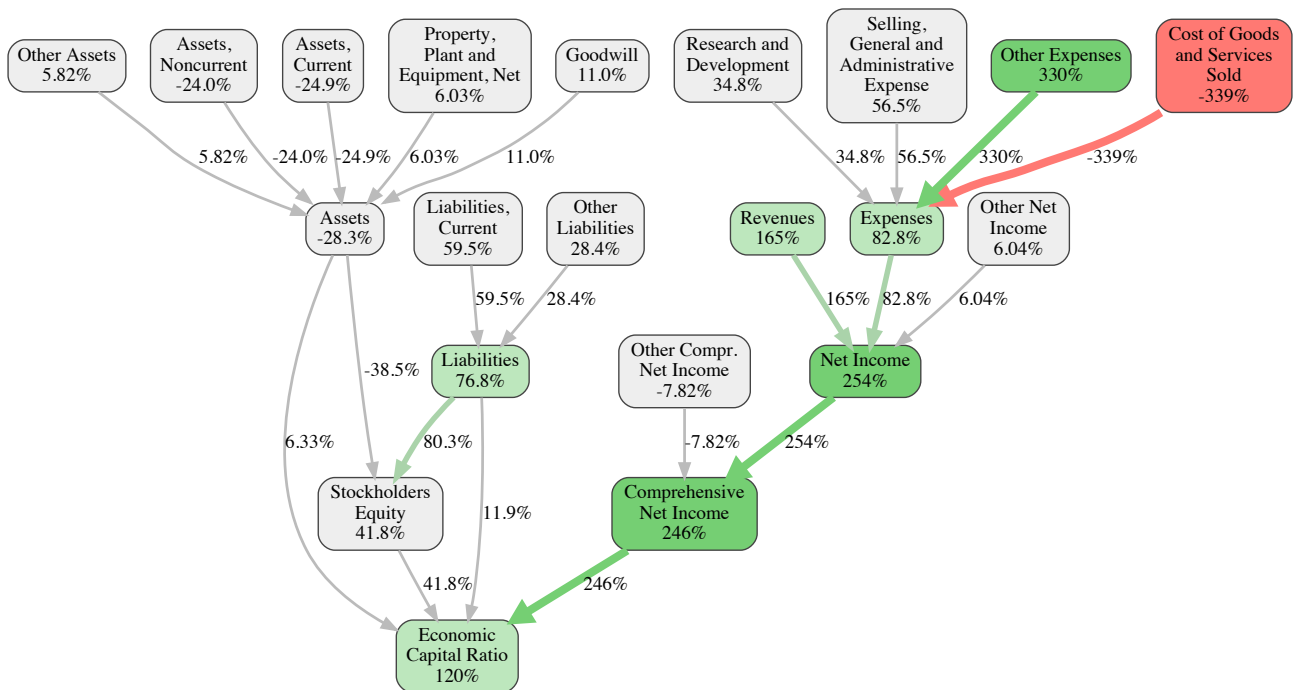 Other Assets
5.82%
Assets,
Noncurrent
-24.0%
Assets,
Current
-24.9%
Property,
Plant and
Equipment, Net
6.03%
Goodwill
11.0%
Research and
Development
34.8%
Selling,
General and
Administrative
Expense
56.5%
Other Expenses
330%
Cost of Goods
and Services
Sold
-339%
5.82%
-24.0%
-24.9%
6.03%
11.0%
34.8%
56.5%
330%
-339%
Assets
-28.3%
Liabilities,
Current
59.5%
Other
Liabilities
28.4%
Revenues
165%
Expenses
82.8%
Other Net
Income
6.04%
59.5%
28.4%
165%
82.8%
6.04%
-38.5%
Liabilities
76.8%
Other Compr.
Net Income
-7.82%
Net Income
254%
6.33%
80.3%
-7.82%
254%
Stockholders
Equity
41.8%
11.9%
Comprehensive
Net Income
246%
41.8%
246%
Economic
Capital Ratio
120%